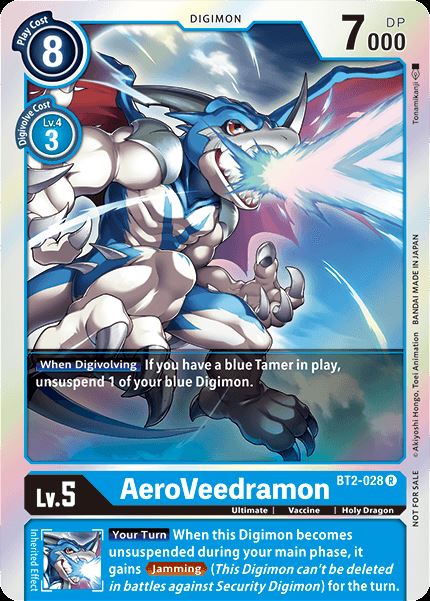 DIGIMON
Play Cost
8
7000
DP
Digivolve Cost
Lv.4
3
Tonamikanji
BANDAI MADE IN JAPAN
© Akiyoshi Hongo, Toei Animation
NOT FOR SALE
When Digivolving If you have a blue Tamer in play,
unsuspend 1 of your blue Digimon.
BT2-028 R
Lv.5
AeroVeedramon
Ultimate | Vaccine | Holy Dragon
Inherited Effect
Your Turn When this Digimon becomes
unsuspended during your main phase, it
gains Jamming (This Digimon can't be deleted
in battles against Security Digimon) for the turn.